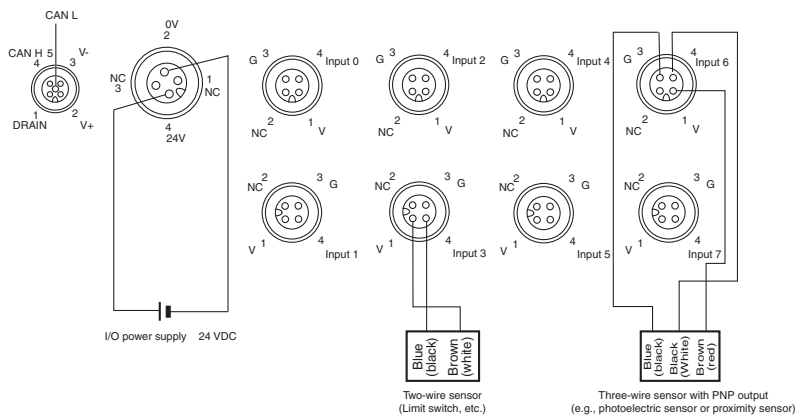 CAN L
CAN H 5 V-
4 3
1 2
DRAIN V+
0V
2
NC
3
1
NC
4
24V
G 3 4 Input 0
2 1 V
NC
G 3 4 Input 2
2 1 V
NC
G 3 4 Input 4
2 1 V
NC
G 3 4 Input 6
2 1 V
NC
NC 2 3 G
V 1 4 Input 1
NC 2 3 G
V 1 4 Input 3
NC 2 3 G
V 1 4 Input 5
NC 2 3 G
V 1 4 Input 7
I/O power supply 24 VDC
Blue
(black)
Brown
(white)
Two-wire sensor
(Limit switch, etc.)
Blue
(black)
Black
(White)
Brown
(red)
Three-wire sensor with PNP output
(e.g., photoelectric sensor or proximity sensor)